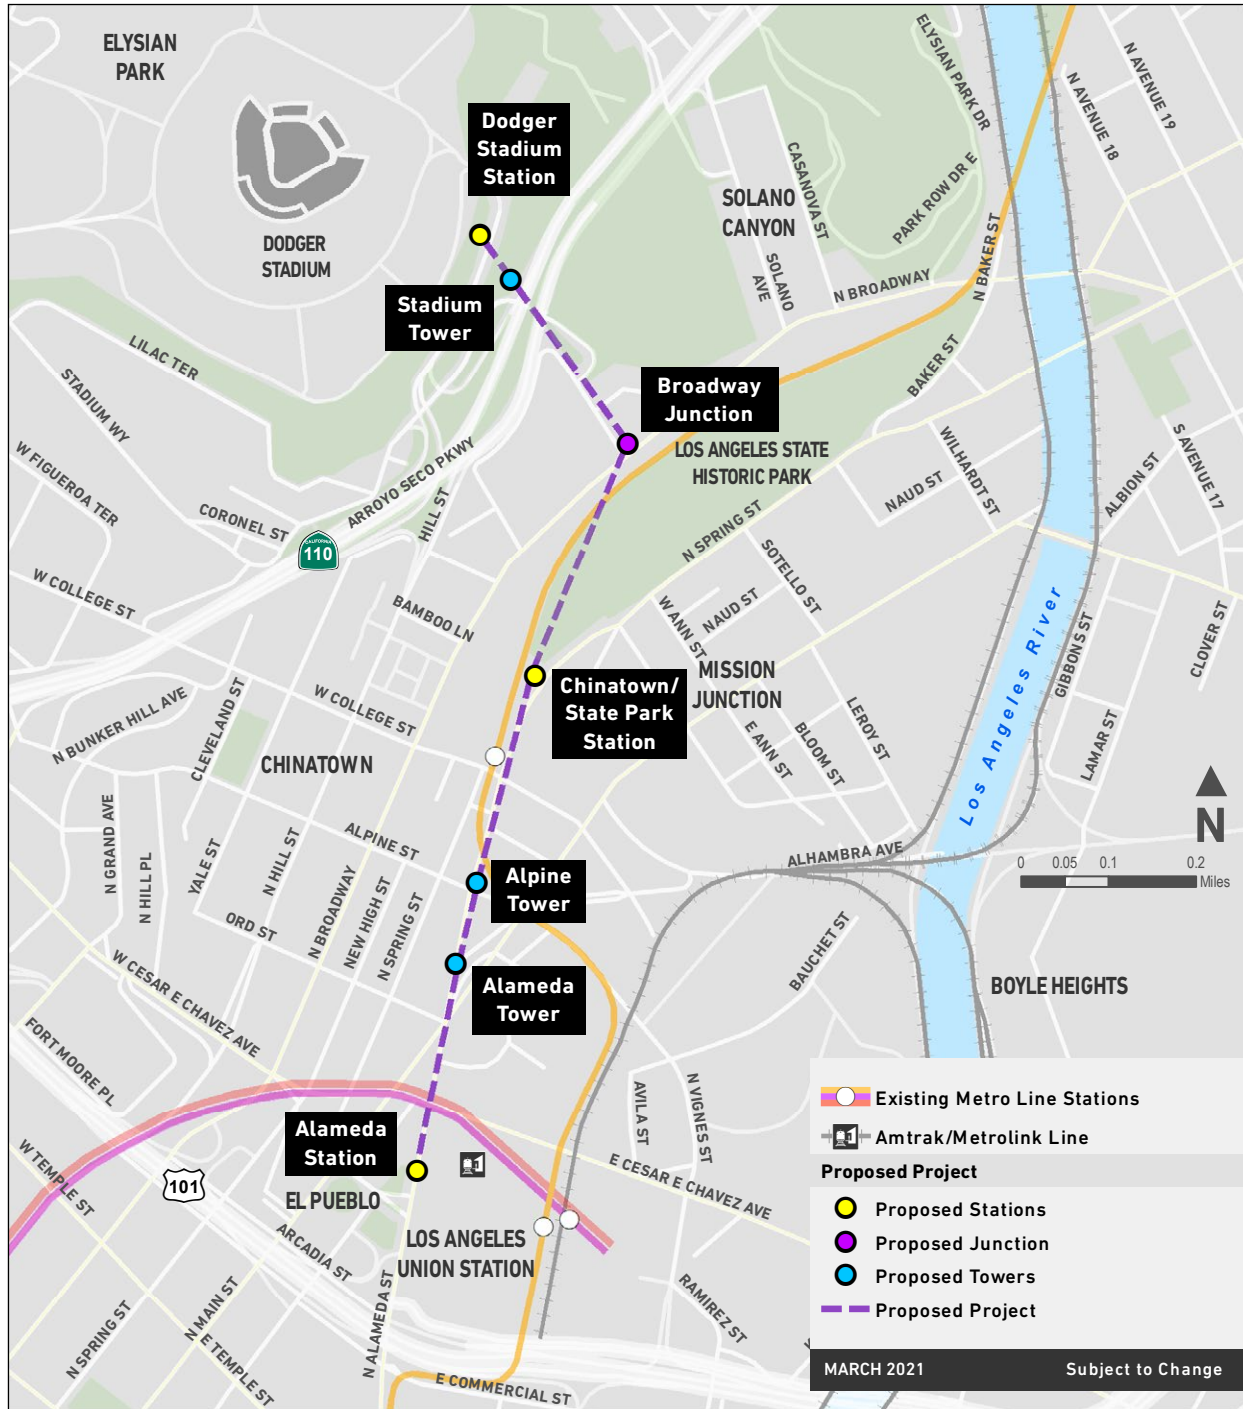 ELYSIAN
PARK
DODGER
STADIUM
Dodger
Stadium
Station
Stadium
Tower
SOLANO
CANYON
CASANOVA ST
SOLANO
AVE
ELYSIAN PARK DR
PARK ROW DR E
N BROADWAY
N BAKER ST
BAKER ST
N AVENUE 19
N AVENUE 18
LILAC TER
STADIUM WY
W FIGUEROA TER
CORONEL ST
ARROYO SECO PKWY
HILL ST
CALIFORNIA
110
Broadway
Junction
LOS ANGELES STATE
HISTORIC PARK
N SPRING ST
WILHARDT ST
NAUD ST
ALBION ST
S AVENUE 17
W COLLEGE ST
BAMBOO LN
SOTELLO ST
NAUD ST
W ANN ST
MISSION
JUNCTION
GIBBONS ST
CLOVER ST
Los Angeles River
LAMAR ST
N BUNKER HILL AVE
CLEVELAND ST
W COLLEGE ST
Chinatown/
State Park
Station
E ANN ST
BLOOM ST
LEROY ST
CHINATOWN
N GRAND AVE
N HILL PL
YALE ST
N HILL ST
ALPINE ST
ORD ST
N BROADWAY
NEW HIGH ST
N SPRING ST
Alpine
Tower
ALHAMBRA AVE
N
0 0.05 0.1 0.2
Miles
Alameda
Tower
BAUCHET ST
BOYLE HEIGHTS
W CESAR E CHAVEZ AVE
FORT MOORE PL
W TEMPLE ST
101
Alameda
Station
EL PUEBLO
AVILA ST
N VIGNES ST
E CESAR E CHAVEZ AVE
LOS ANGELES
UNION STATION
ARCADIA ST
N SPRING ST
N MAIN ST
E TEMPLE ST
N ALAMEDA ST
E COMMERCIAL ST
RAMIREZ ST
Existing Metro Line Stations
Amtrak/Metrolink Line
Proposed Project
Proposed Stations
Proposed Junction
Proposed Towers
Proposed Project
MARCH 2021 Subject to Change